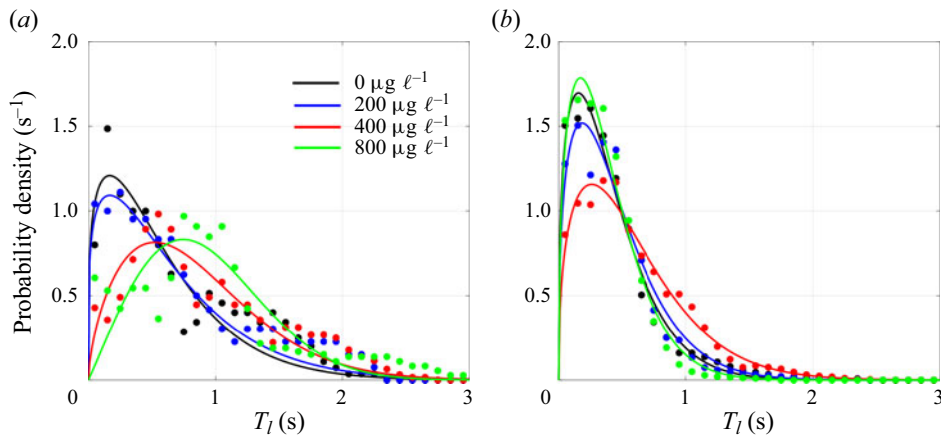 (a)
(b)
2.0
1.5
1.0
0.5
0
1
2
3
Probability density (s⁻¹)
T_l (s)
0 μg ℓ⁻¹
200 μg ℓ⁻¹
400 μg ℓ⁻¹
800 μg ℓ⁻¹
2.0
1.5
1.0
0.5
0
1
2
3
T_l (s)